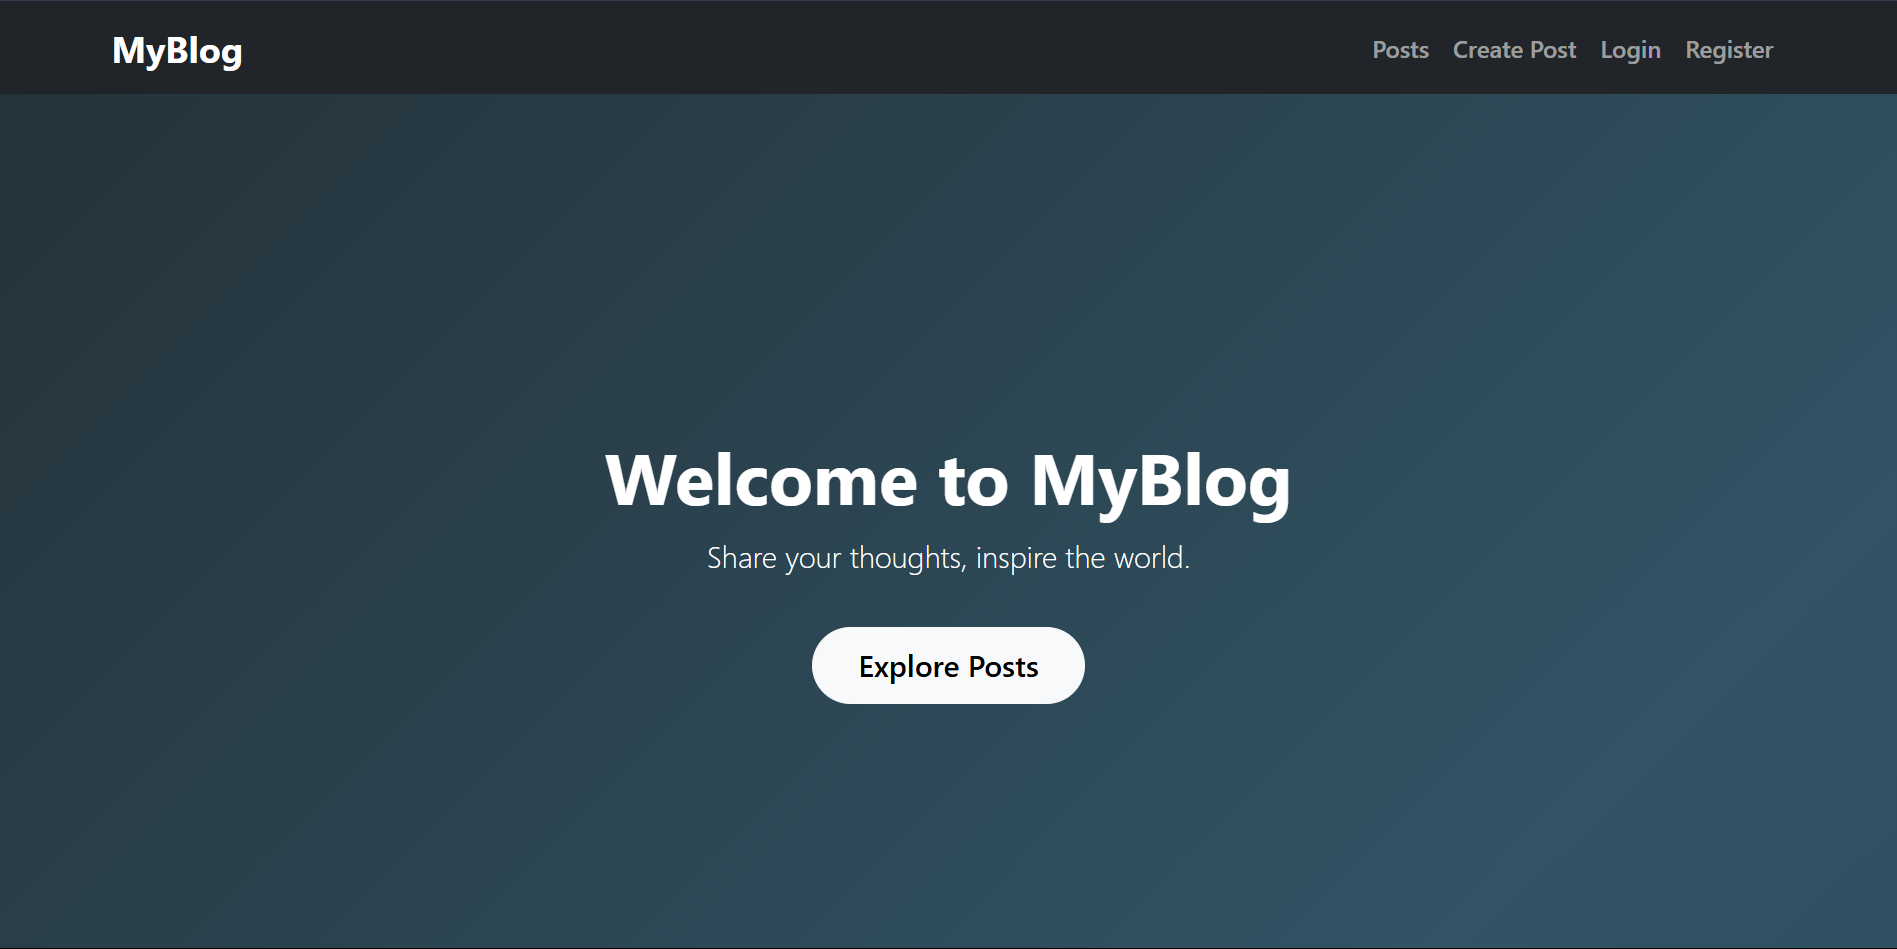 MyBlog
Posts Create Post Login Register
Welcome to MyBlog
Share your thoughts, inspire the world.
Explore Posts